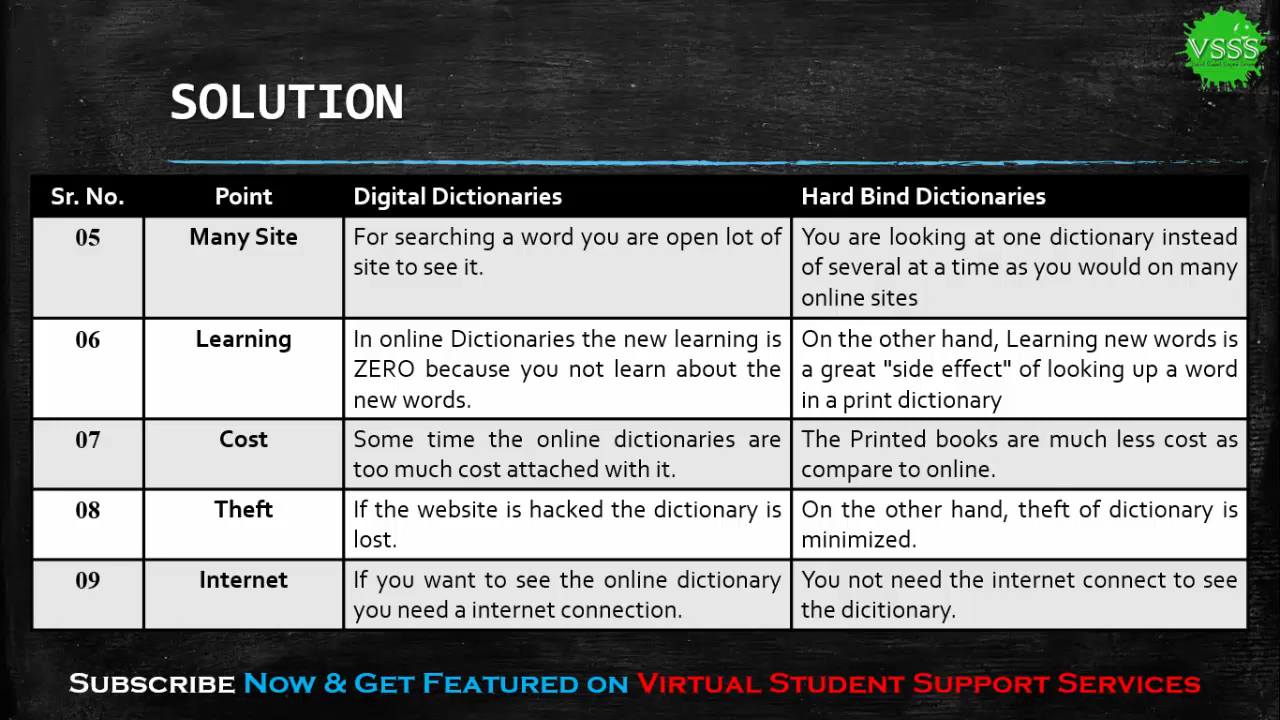 VSSS
SOLUTION
Sr. No. Point Digital Dictionaries Hard Bind Dictionaries
05 Many Site For searching a word you are open lot of You are looking at one dictionary instead
site to see it. of several at a time as you would on many
online sites
06 Learning In online Dictionaries the new learning is On the other hand, Learning new words is
ZERO because you not learn about the a great "side effect" of looking up a word
new words. in a print dictionary
07 Cost Some time the online dictionaries are The Printed books are much less cost as
too much cost attached with it. compare to online.
08 Theft If the website is hacked the dictionary is On the other hand, theft of dictionary is
lost. minimized.
09 Internet If you want to see the online dictionary You not need the internet connect to see
you need a internet connection. the dicitionary.
Subscribe Now & Get Featured on Virtual Student Support Services